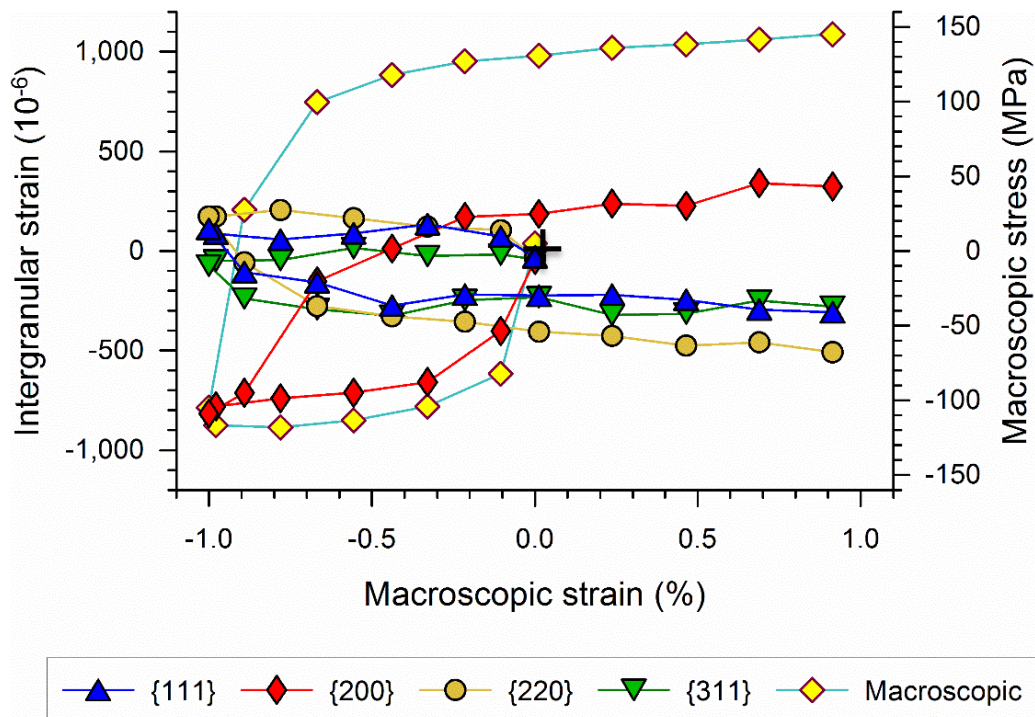 Intergranular strain (10-6)
1,000
500
0
-500
-1,000
150
100
50
0
-50
-100
-150
Macroscopic stress (MPa)
-1.0 -0.5 0.0 0.5 1.0
Macroscopic strain (%)
{111} {200} {220} {311} Macroscopic